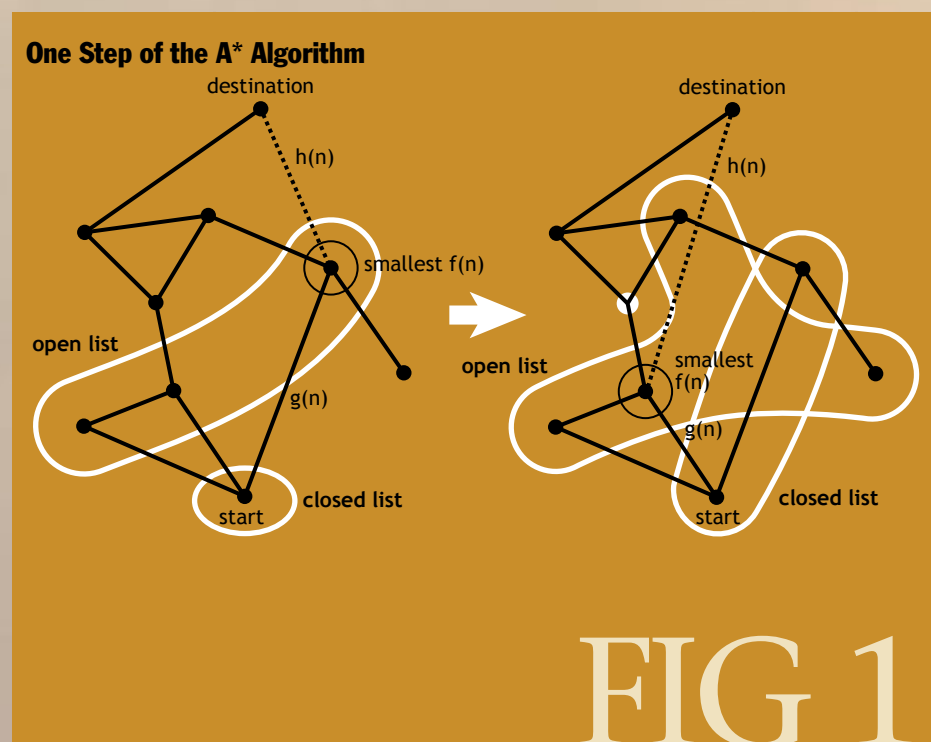 One Step of the A* Algorithm
destination
h(n)
smallest f(n)
open list
g(n)
closed list
start
destination
h(n)
open list
smallest
f(n)
g(n)
closed list
start
FIG 1